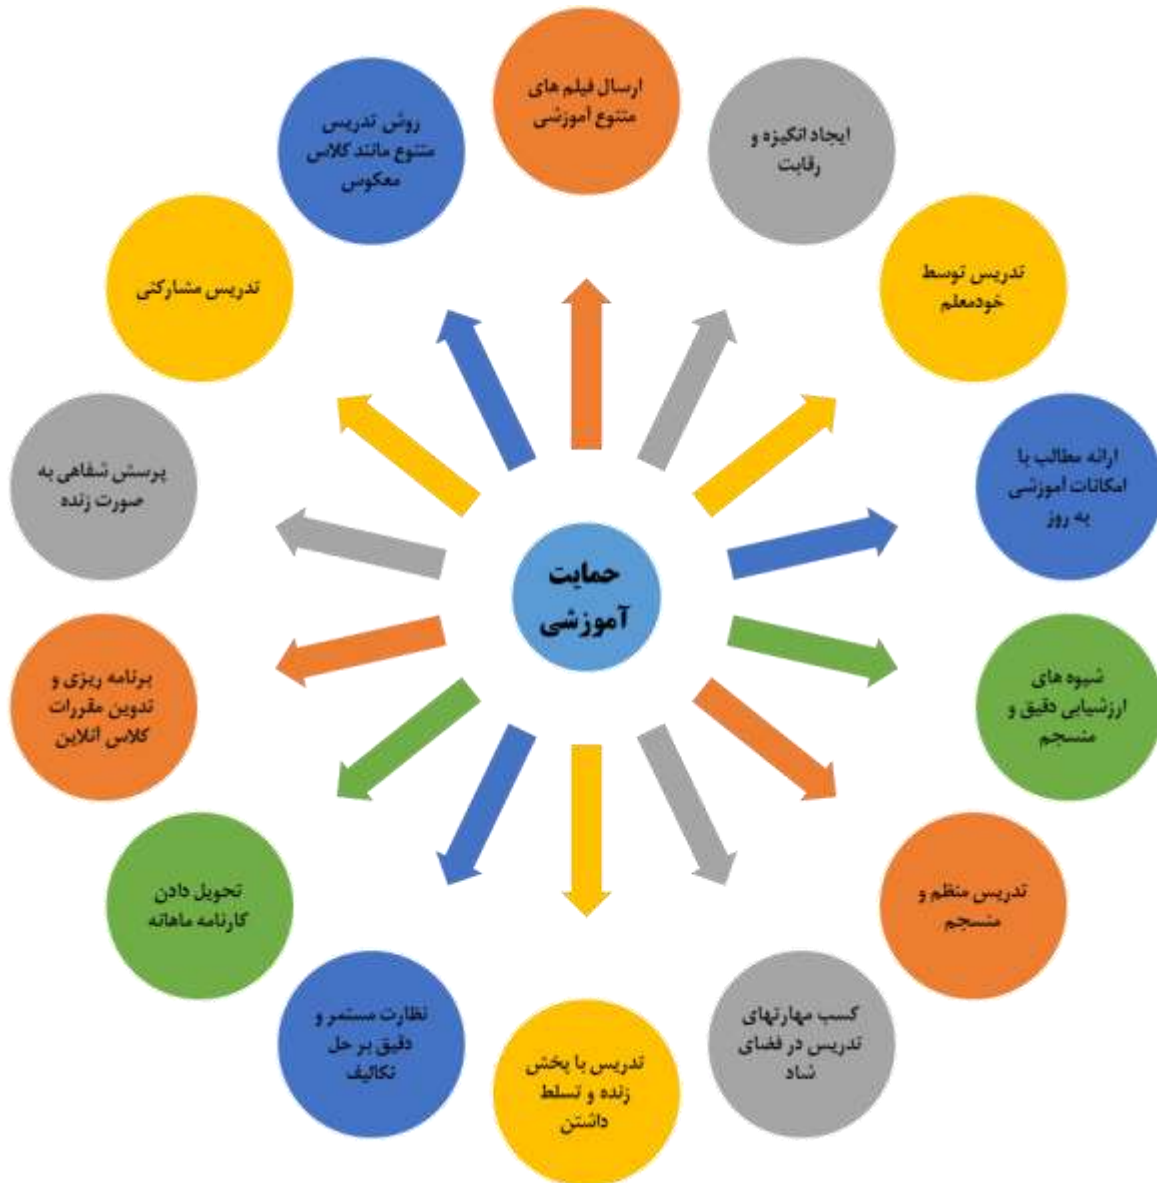 ارسال فیلم های
متنوع آموزشی
ایجاد انگیزه و
رقابت
تدریس توسط
خودمعلم
ارائه مطالب با
امکانات آموزشی
به روز
شیوه های
ارزشیابی دقیق و
منسجم
تدریس منظم و
منسجم
کسب مهارتهای
تدریس در فضای
شاد
تدریس با پخش
زنده و تسلط
داشتن
نظارت مستمر و
دقیق بر حل
تکالیف
تحویل دادن
کارنامه ماهانه
برنامه ریزی و
تدوین مقررات
کلاس آنلاین
پرسش شفاهی به
صورت زنده
تدریس مشارکتی
روش تدریس
متنوع مانند کلاس
معکوس
حمایت
آموزشی